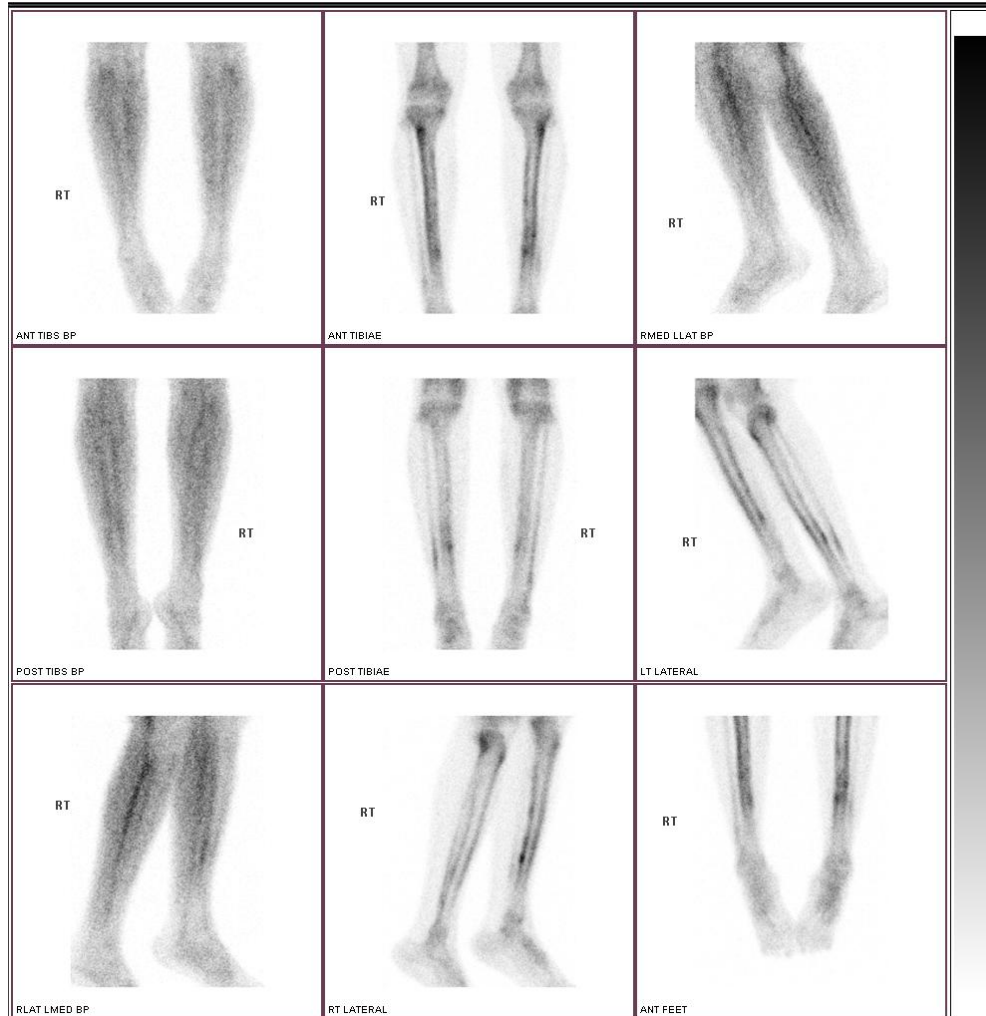 RT
ANT TIBS BP
RT
ANT TIBIAE
RT
RMED LLAT BP
RT
POST TIBS BP
RT
POST TIBIAE
RT
LT LATERAL
RT
RLAT LMED BP
RT
RT LATERAL
RT
ANT FEET